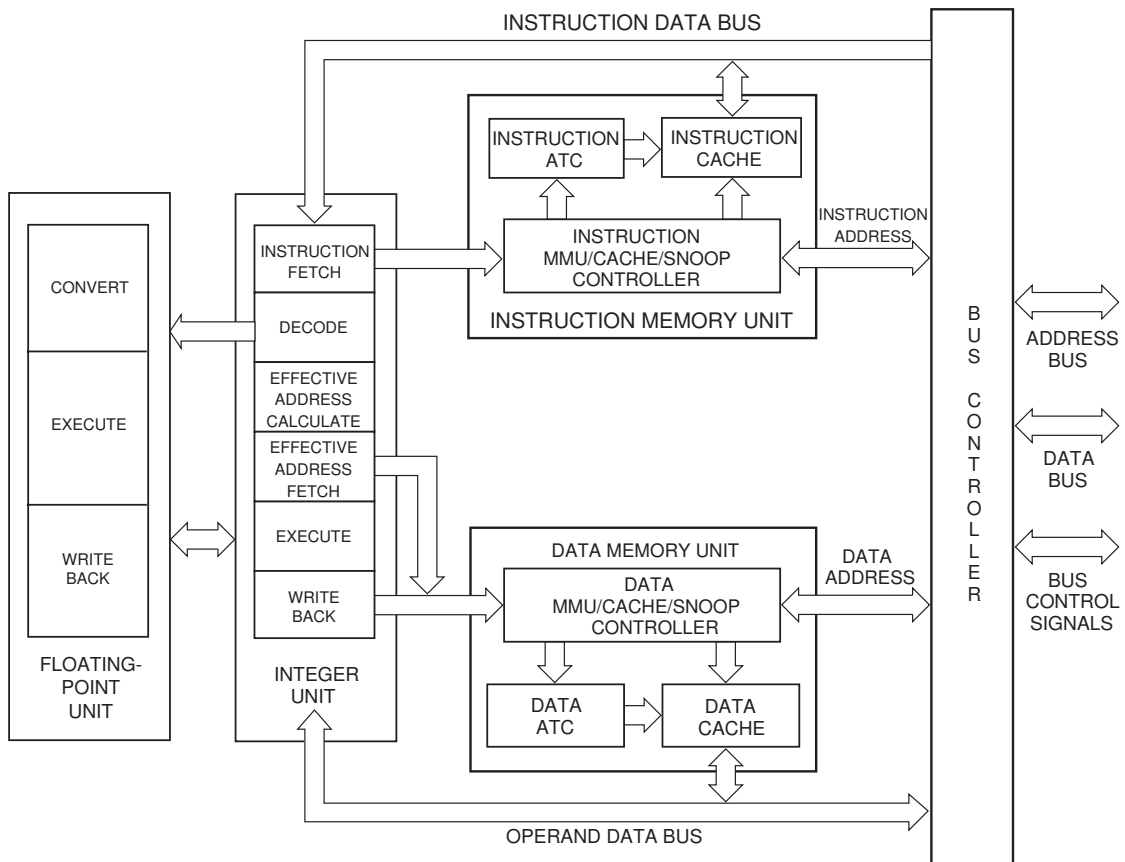 INSTRUCTION DATA BUS
INSTRUCTION
ATC
INSTRUCTION
CACHE
INSTRUCTION
MMU/CACHE/SNOOP
CONTROLLER
INSTRUCTION MEMORY UNIT
INSTRUCTION
ADDRESS
CONVERT
EXECUTE
WRITE
BACK
FLOATING-
POINT
UNIT
INSTRUCTION
FETCH
DECODE
EFFECTIVE
ADDRESS
CALCULATE
EFFECTIVE
ADDRESS
FETCH
EXECUTE
WRITE
BACK
INTEGER
UNIT
DATA MEMORY UNIT
DATA
MMU/CACHE/SNOOP
CONTROLLER
DATA
ATC
DATA
CACHE
DATA
ADDRESS
OPERAND DATA BUS
B
U
S
C
O
N
T
R
O
L
L
E
R
ADDRESS
BUS
DATA
BUS
BUS
CONTROL
SIGNALS